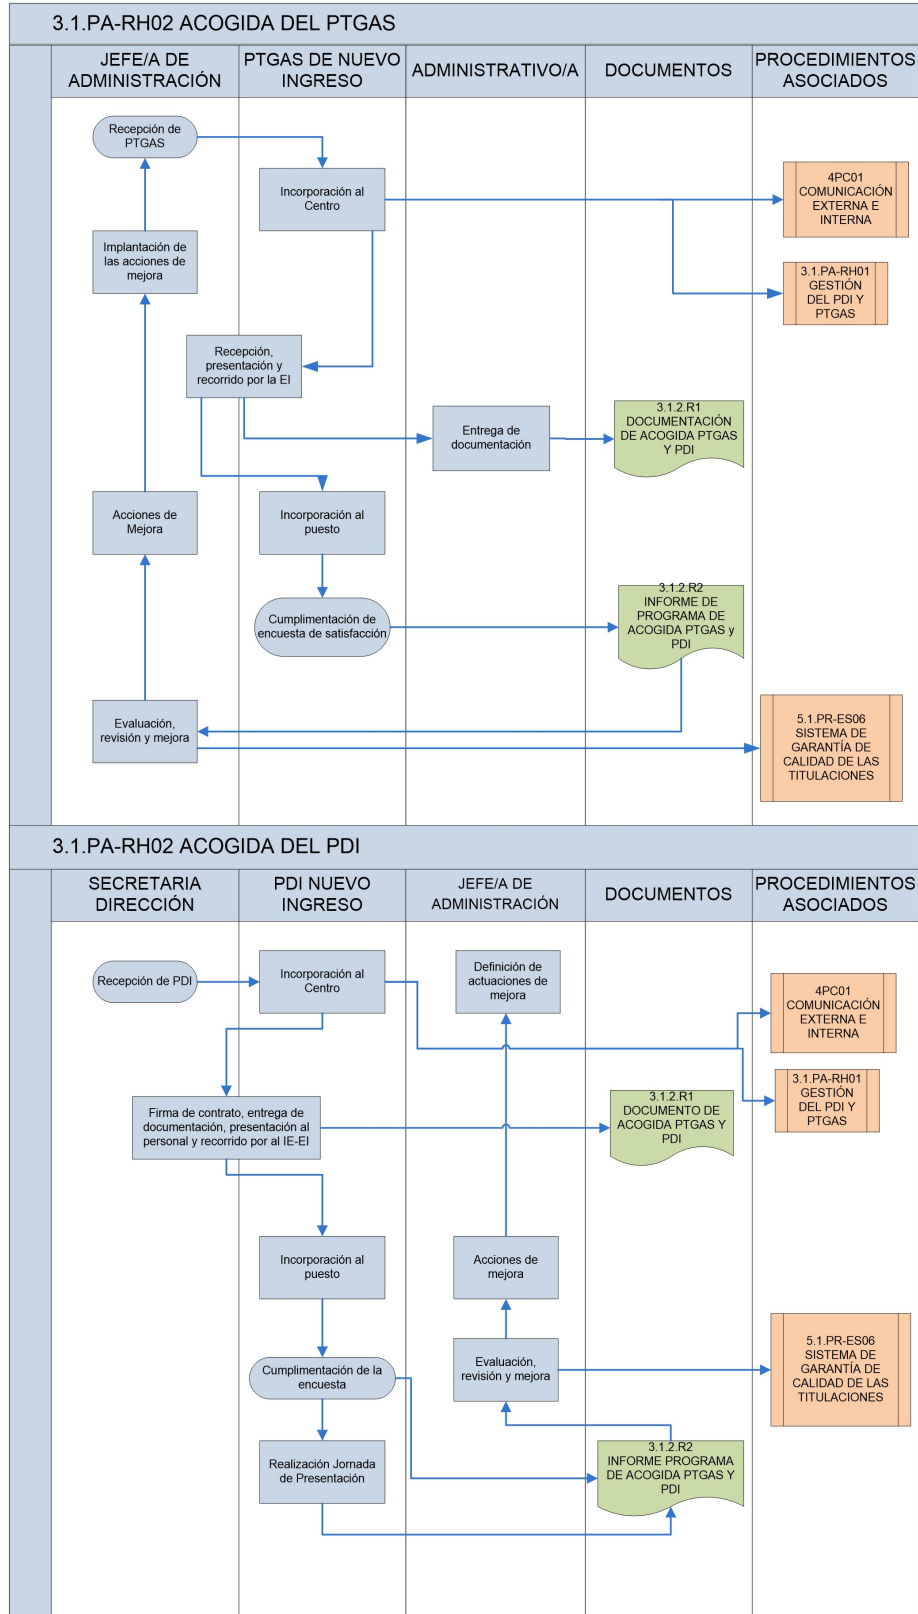 3.1.PA-RH02 ACOGIDA DEL PTGAS
JEFE/A DE
ADMINISTRACIÓN
PTGAS DE NUEVO
INGRESO
ADMINISTRATIVO/A
DOCUMENTOS
PROCEDIMIENTOS
ASOCIADOS
Recepción de
PTGAS
Incorporación al
Centro
4PC01
COMUNICACIÓN
EXTERNA E
INTERNA
Implantación de
las acciones de
mejora
3.1.PA-RH01
GESTIÓN
DEL PDI Y
PTGAS
Recepción,
presentación y
recorrido por la EI
Entrega de
documentación
3.1.2.R1
DOCUMENTACIÓN
DE ACOGIDA PTGAS
Y PDI
Acciones de
Mejora
Incorporación al
puesto
Cumplimentación de
encuesta de satisfacción
3.1.2.R2
INFORME DE
PROGRAMA DE
ACOGIDA PTGAS y
PDI
Evaluación,
revisión y mejora
5.1.PR-ES06
SISTEMA DE
GARANTÍA DE
CALIDAD DE LAS
TITULACIONES
3.1.PA-RH02 ACOGIDA DEL PDI
SECRETARIA
DIRECCIÓN
PDI NUEVO
INGRESO
JEFE/A DE
ADMINISTRACIÓN
DOCUMENTOS
PROCEDIMIENTOS
ASOCIADOS
Recepción de PDI
Incorporación al
Centro
Definición de
actuaciones de
mejora
4PC01
COMUNICACIÓN
EXTERNA E
INTERNA
3.1.PA-RH01
GESTIÓN
DEL PDI Y
PTGAS
Firma de contrato, entrega de
documentación, presentación al
personal y recorrido por al IE-EI
3.1.2.R1
DOCUMENTO DE
ACOGIDA PTGAS Y
PDI
Incorporación al
puesto
Acciones de
mejora
Cumplimentación de la
encuesta
Evaluación,
revisión y mejora
5.1.PR-ES06
SISTEMA DE
GARANTÍA DE
CALIDAD DE LAS
TITULACIONES
Realización Jornada
de Presentación
3.1.2.R2
INFORME PROGRAMA
DE ACOGIDA PTGAS Y
PDI